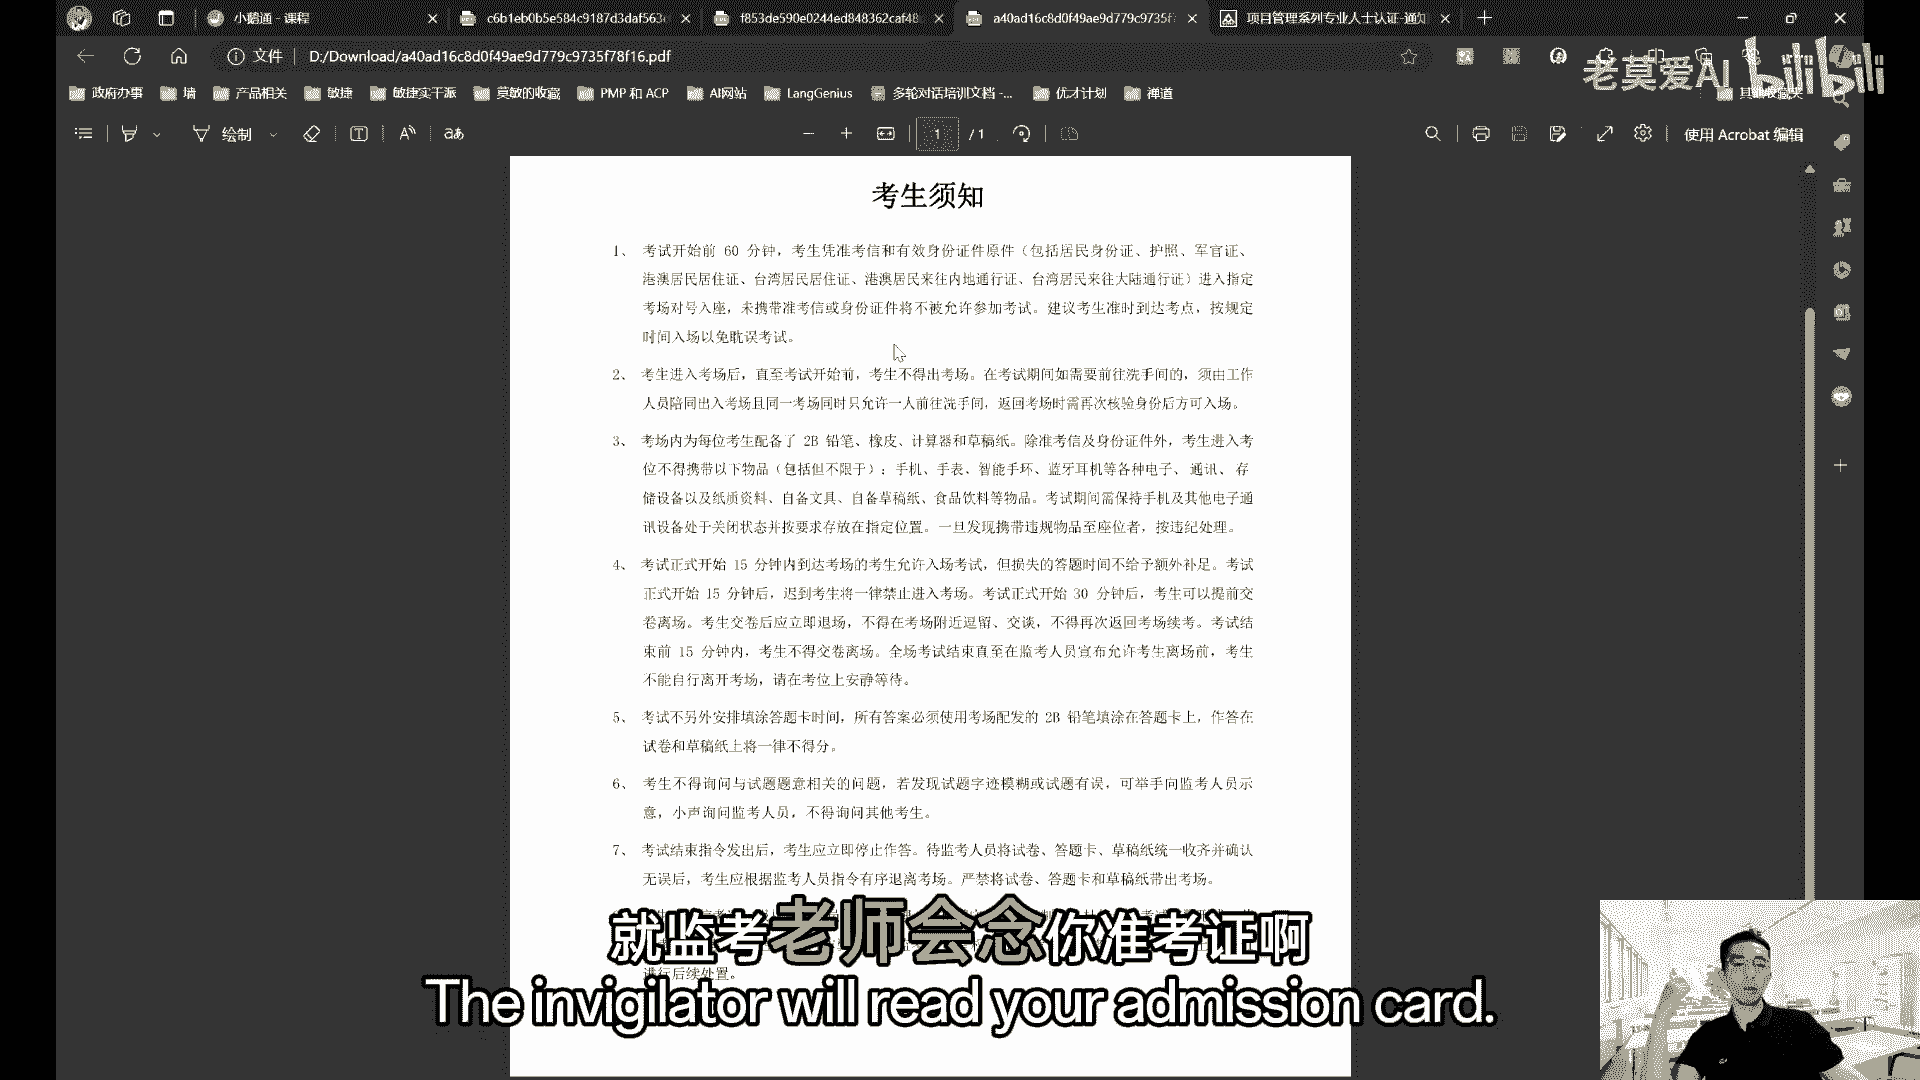 小鹅通 - 课程
c6b1eb0b5e584c9187d3daf563
f853de590e0244ed848362caf48
a40ad16c8d0f49ae9d779c9735f
项目管理系列专业人士认证-通知
文件
D:/Download/a40ad16c8d0f49ae9d779c9735f78f16.pdf
老莫爱AI bilibili
政府办事
墙
产品相关
敏捷
敏捷实干派
莫敏的收藏
PMP 和 ACP
AI网站
LangGenius
多轮对话培训文档 -...
优才计划
禅道
其他收藏夹
绘制
1 / 1
使用 Acrobat 编辑
考生须知
1、 考试开始前 60 分钟，考生凭准考信和有效身份证件原件（包括居民身份证、护照、军官证、
港澳居民居住证、台湾居民居住证、港澳居民来往内地通行证、台湾居民来往大陆通行证）进入指定
考场对号入座，未携带准考信或身份证件将不被允许参加考试。建议考生准时到达考点，按规定
时间入场以免耽误考试。
2、 考生进入考场后，直至考试开始前，考生不得出考场。在考试期间如需要前往洗手间的，须由工作
人员陪同出入考场且同一考场同时只允许一人前往洗手间，返回考场时需再次核验身份后方可入场。
3、 考场内为每位考生配备了 2B 铅笔、橡皮、计算器和草稿纸。除准考信及身份证件外，考生进入考
位不得携带以下物品（包括但不限于）：手机、手表、智能手环、蓝牙耳机等各种电子、通讯、存
储设备以及纸质资料、自备文具、自备草稿纸、食品饮料等物品。考试期间需保持手机及其他电子通
讯设备处于关闭状态并按要求存放在指定位置。一旦发现携带违规物品至座位者，按违纪处理。
4、 考试正式开始 15 分钟内到达考场的考生允许入场考试，但损失的答题时间不给予额外补足。考试
正式开始 15 分钟后，迟到考生将一律禁止进入考场。考试正式开始 30 分钟后，考生可以提前交
卷离场。考生交卷后应立即退场，不得在考场附近逗留、交谈，不得再次返回考场续考。考试结
束前 15 分钟内，考生不得交卷离场。全场考试结束直至在监考人员宣布允许考生离场前，考生
不能自行离开考场，请在考位上安静等待。
5、 考试不另外安排填涂答题卡时间，所有答案必须使用考场配发的 2B 铅笔填涂在答题卡上，作答在
试卷和草稿纸上将一律不得分。
6、 考生不得询问与试题题意相关的问题，若发现试题字迹模糊或试题有误，可举手向监考人员示
意，小声询问监考人员，不得询问其他考生。
7、 考试结束指令发出后，考生应立即停止作答。待监考人员将试卷、答题卡、草稿纸统一收齐并确认
无误后，考生应根据监考人员指令有序退离考场。严禁将试卷、答题卡和草稿纸带出考场。
进行后续处置。
就监考老师会念你准考证啊
The invigilator will read your admission card.